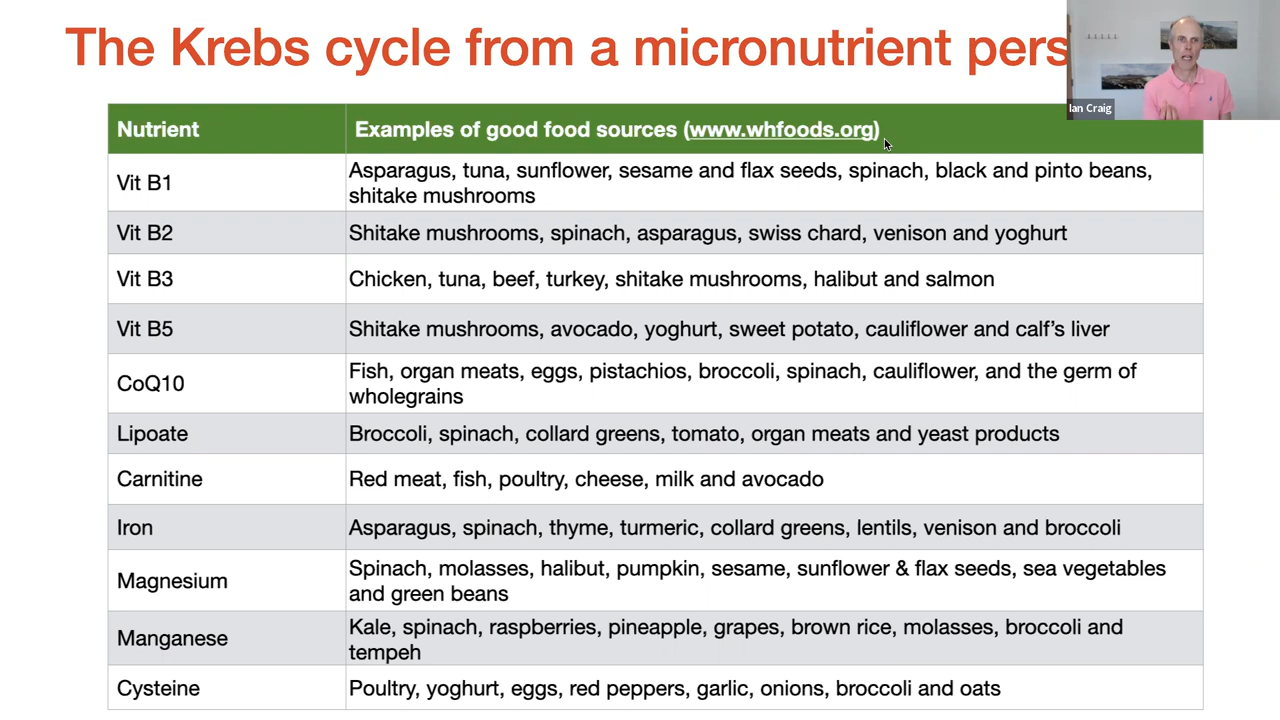 The Krebs cycle from a micronutrient pers
Ian Craig
Nutrient
Examples of good food sources (www.whfoods.org)
Vit B1
Asparagus, tuna, sunflower, sesame and flax seeds, spinach, black and pinto beans,
shitake mushrooms
Vit B2
Shitake mushrooms, spinach, asparagus, swiss chard, venison and yoghurt
Vit B3
Chicken, tuna, beef, turkey, shitake mushrooms, halibut and salmon
Vit B5
Shitake mushrooms, avocado, yoghurt, sweet potato, cauliflower and calf’s liver
CoQ10
Fish, organ meats, eggs, pistachios, broccoli, spinach, cauliflower, and the germ of
wholegrains
Lipoate
Broccoli, spinach, collard greens, tomato, organ meats and yeast products
Carnitine
Red meat, fish, poultry, cheese, milk and avocado
Iron
Asparagus, spinach, thyme, turmeric, collard greens, lentils, venison and broccoli
Magnesium
Spinach, molasses, halibut, pumpkin, sesame, sunflower & flax seeds, sea vegetables
and green beans
Manganese
Kale, spinach, raspberries, pineapple, grapes, brown rice, molasses, broccoli and
tempeh
Cysteine
Poultry, yoghurt, eggs, red peppers, garlic, onions, broccoli and oats